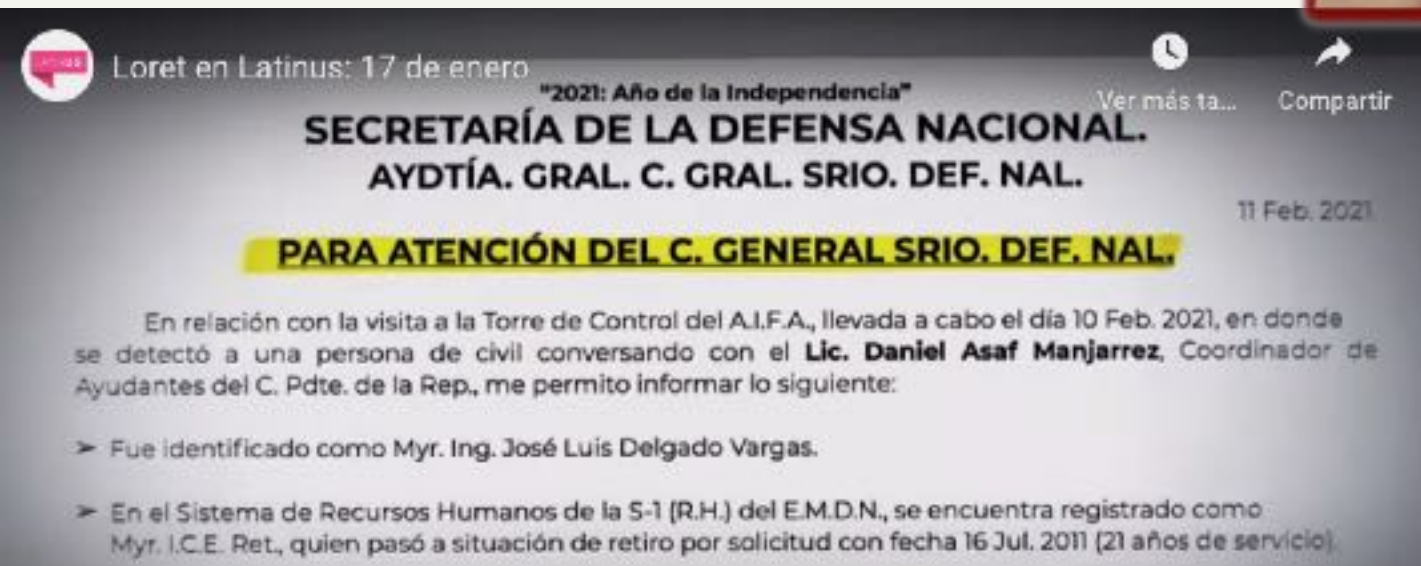 LATINUS
Loret en Latinus: 17 de enero
Ver más ta...
Compartir
"2021: Año de la Independencia"
SECRETARÍA DE LA DEFENSA NACIONAL.
AYDTÍA. GRAL. C. GRAL. SRIO. DEF. NAL.
11 Feb. 2021.
PARA ATENCIÓN DEL C. GENERAL SRIO. DEF. NAL.
En relación con la visita a la Torre de Control del A.I.F.A., llevada a cabo el día 10 Feb. 2021, en donde
se detectó a una persona de civil conversando con el Lic. Daniel Asaf Manjarrez, Coordinador de
Ayudantes del C. Pdte. de la Rep., me permito informar lo siguiente:
➢ Fue identificado como Myr. Ing. José Luis Delgado Vargas.
➢ En el Sistema de Recursos Humanos de la S-1 (R.H.) del E.M.D.N., se encuentra registrado como
Myr. I.C.E. Ret., quien pasó a situación de retiro por solicitud con fecha 16 Jul. 2011 (21 años de servicio).